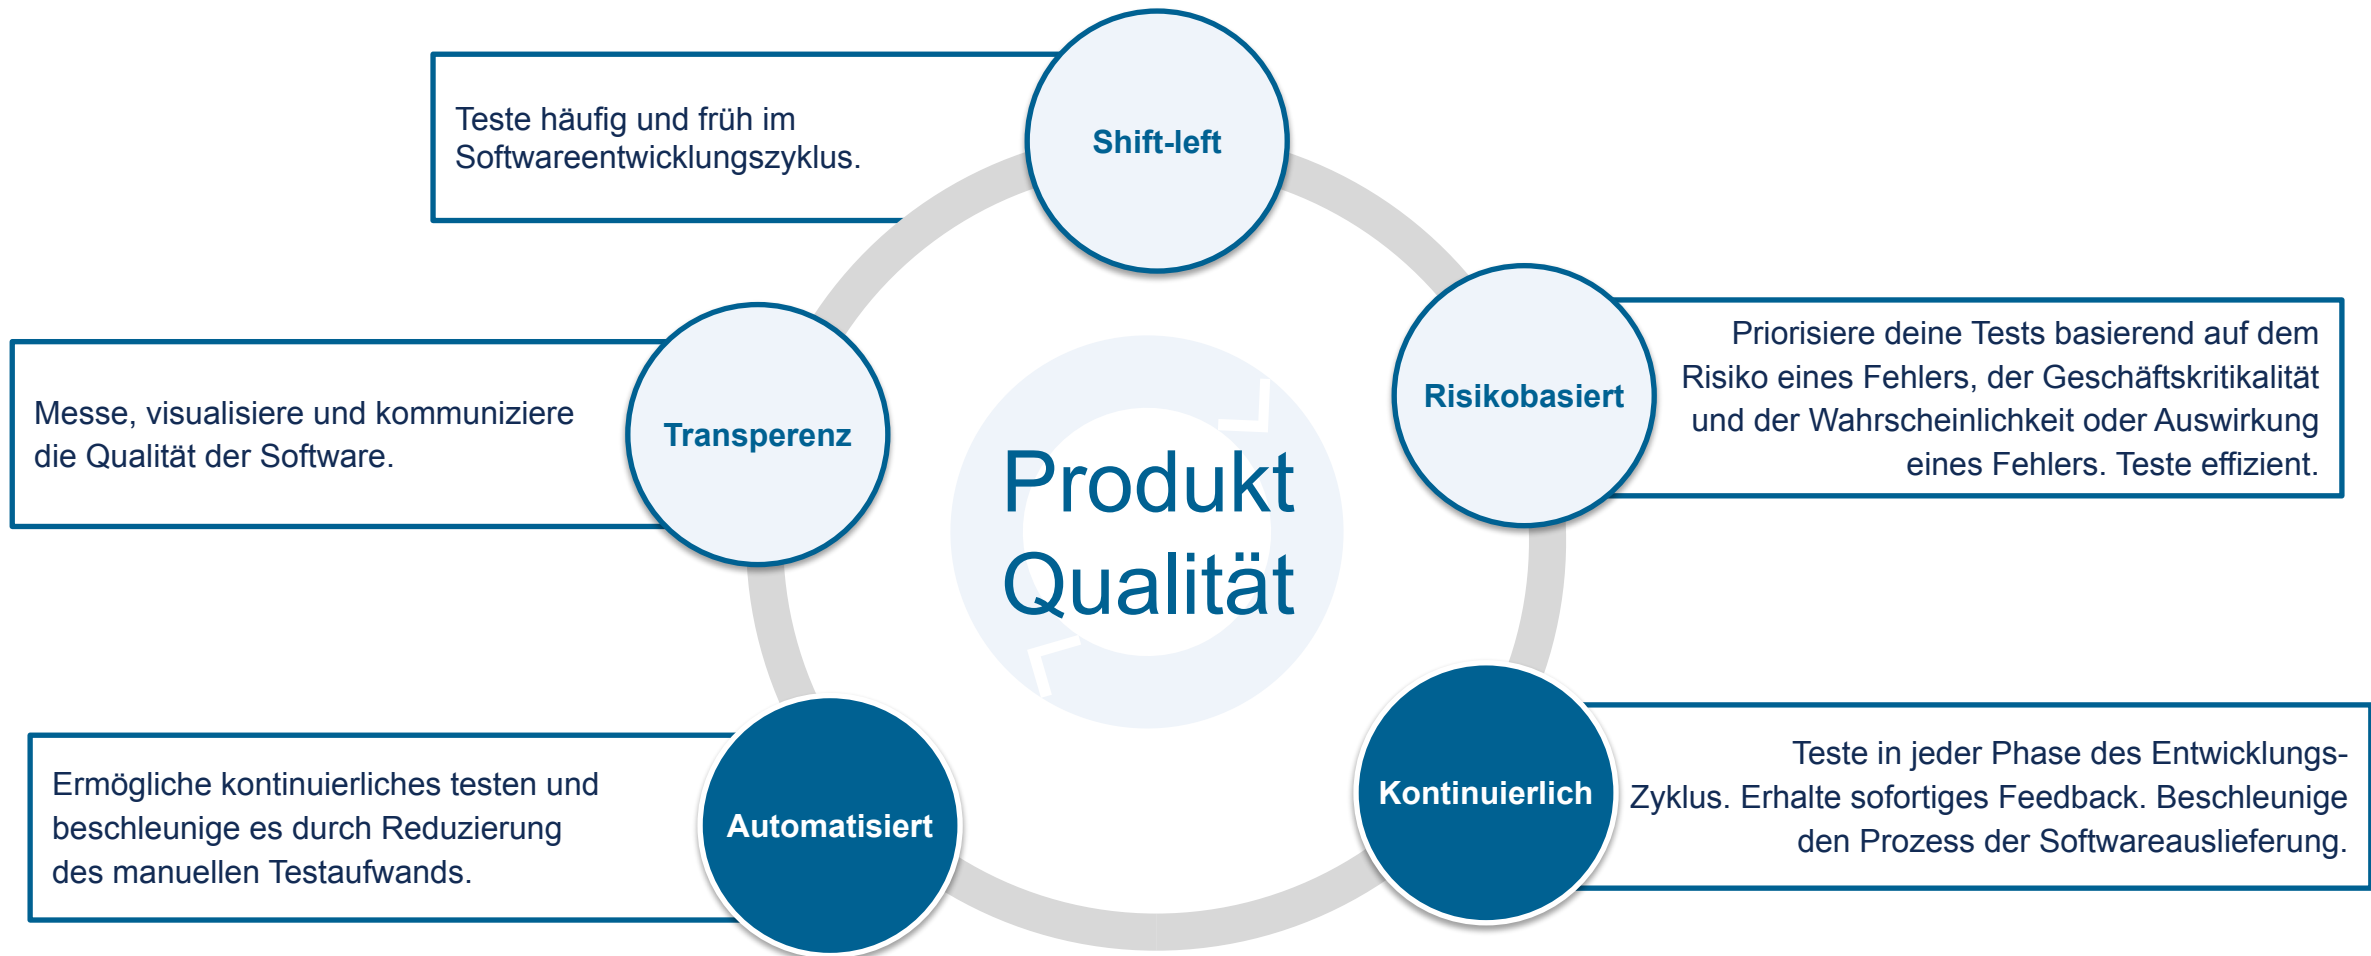 Teste häufig und früh im
Softwareentwicklungszyklus.
Shift-left
Priorisiere deine Tests basierend auf dem
Risiko eines Fehlers, der Geschäftskritikalität
und der Wahrscheinlichkeit oder Auswirkung
eines Fehlers. Teste effizient.
Risikobasiert
Messe, visualisiere und kommuniziere
die Qualität der Software.
Transperenz
Produkt
Qualität
Teste in jeder Phase des Entwicklungs-
Zyklus. Erhalte sofortiges Feedback. Beschleunige
den Prozess der Softwareauslieferung.
Kontinuierlich
Ermögliche kontinuierliches testen und
beschleunige es durch Reduzierung
des manuellen Testaufwands.
Automatisiert